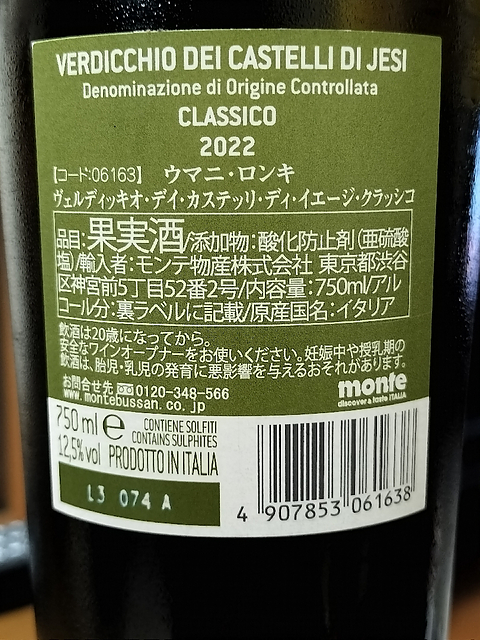 VERDICCHIO DEI CASTELLI DI JESI
Denominazione di Origine Controllata
CLASSICO
2022
【コード:06163】 ウマニ・ロンキ
ヴェルディッキオ・デイ・カステッリ・ディ・イエージ・クラッシコ
品目:果実酒/添加物:酸化防止剤(亜硫酸
塩)/輸入者:モンテ物産株式会社 東京都渋谷
区神宮前5丁目52番2号/内容量:750ml/アル
コール分:裏ラベルに記載/原産国名:イタリア
飲酒は20歳になってから。
安全なワインオープナーをお使いください。妊娠中や授乳期の
飲酒は、胎児・乳児の発育に悪影響を与えるおそれがあります。
お問合せ先 0120-348-566
www.montebussan.co.jp
monte
discover & taste ITALIA
750 ml e
12,5% vol
CONTIENE SOLFITI
CONTAINS SULPHITES
PRODOTTO IN ITALIA
L3 074 A
4 907853 061638